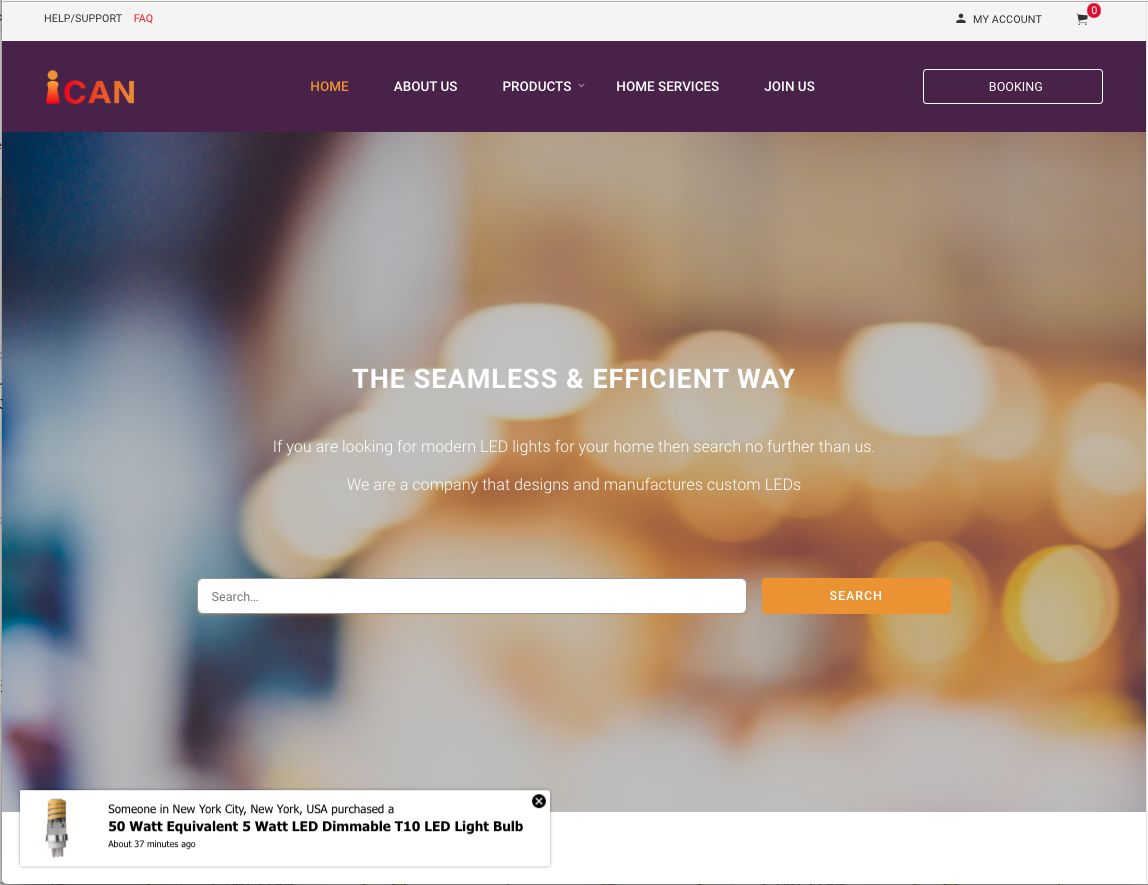 HELP/SUPPORT FAQ
MY ACCOUNT 0
iCAN
HOME ABOUT US PRODUCTS HOME SERVICES JOIN US
BOOKING
THE SEAMLESS & EFFICIENT WAY
If you are looking for modern LED lights for your home then search no further than us.
We are a company that designs and manufactures custom LEDs
Search...
SEARCH
Someone in New York City, New York, USA purchased a
50 Watt Equivalent 5 Watt LED Dimmable T10 LED Light Bulb
About 37 minutes ago